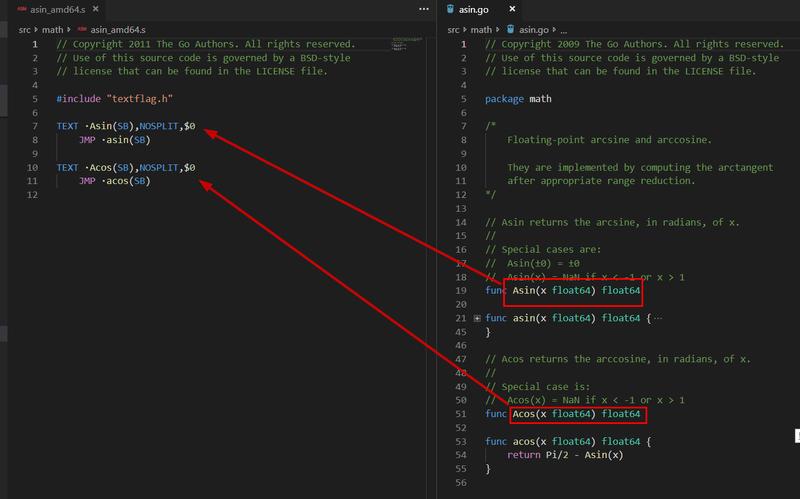 asin_amd64.s
src > math > asin_amd64.s
1 // Copyright 2011 The Go Authors. All rights reserved.
2 // Use of this source code is governed by a BSD-style
3 // license that can be found in the LICENSE file.
4
5 #include "textflag.h"
6
7 TEXT ·Asin(SB),NOSPLIT,$0
8 JMP ·asin(SB)
9
10 TEXT ·Acos(SB),NOSPLIT,$0
11 JMP ·acos(SB)
12
asin.go
src > math > asin.go > ...
1 // Copyright 2009 The Go Authors. All rights reserved.
2 // Use of this source code is governed by a BSD-style
3 // license that can be found in the LICENSE file.
4
5 package math
6
7 /*
8 Floating-point arcsine and arccosine.
9
10 They are implemented by computing the arctangent
11 after appropriate range reduction.
12 */
13
14 // Asin returns the arcsine, in radians, of x.
15 //
16 // Special cases are:
17 // Asin(±0) = ±0
18 // Asin(x) = NaN if x < -1 or x > 1
19 func Asin(x float64) float64
20
21 func asin(x float64) float64 { ...
45 }
46
47 // Acos returns the arccosine, in radians, of x.
48 //
49 // Special case is:
50 // Acos(x) = NaN if x < -1 or x > 1
51 func Acos(x float64) float64
52
53 func acos(x float64) float64 {
54 return Pi/2 - Asin(x)
55 }
56